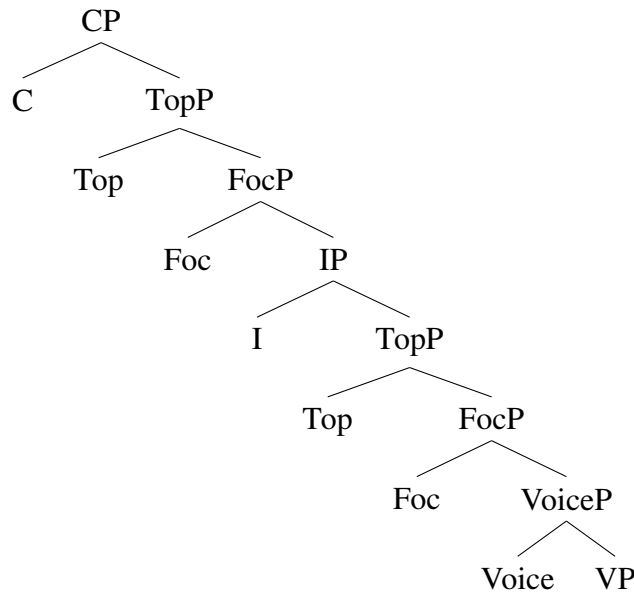 CP
C TopP
Top FocP
Foc IP
I TopP
Top FocP
Foc VoiceP
Voice VP